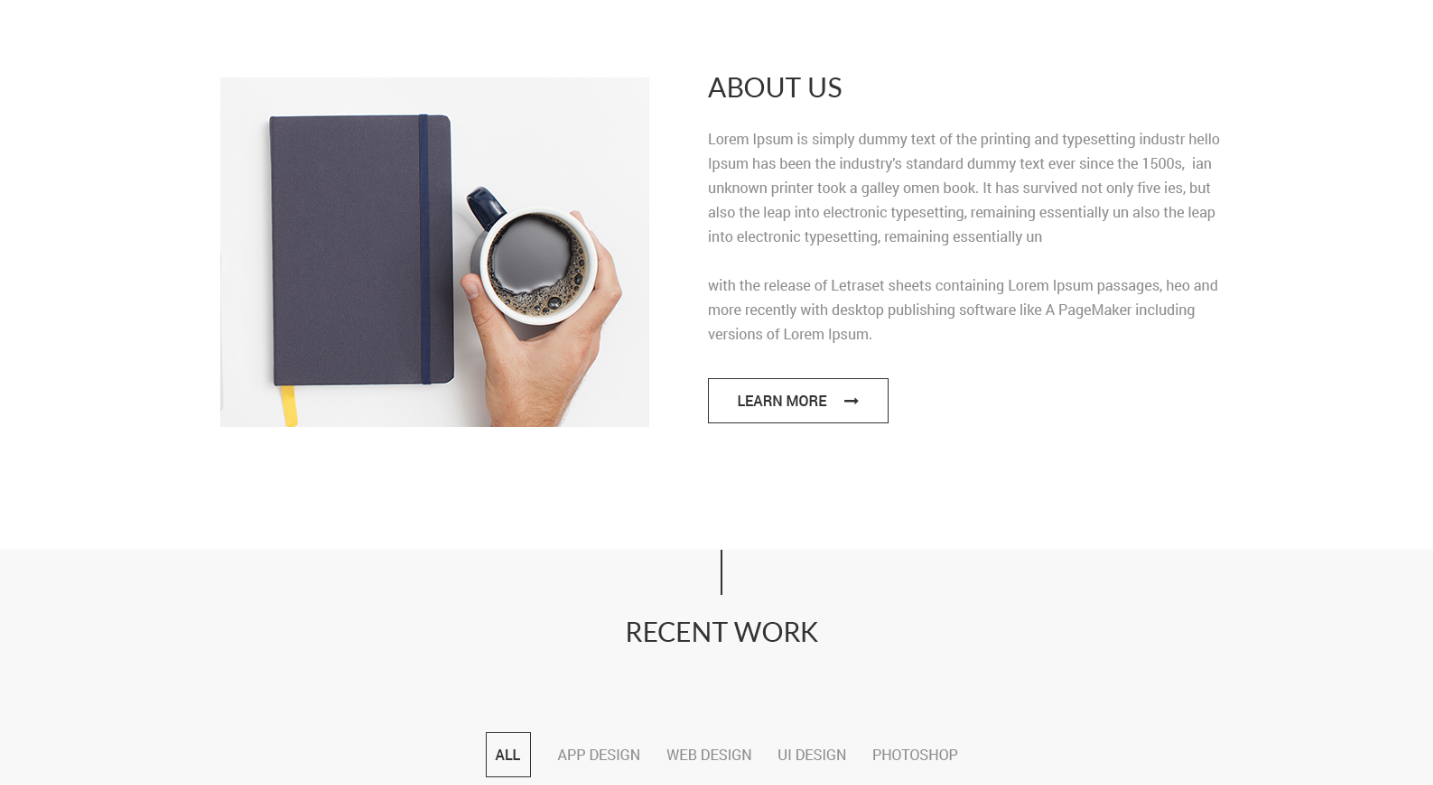 ABOUT US
Lorem Ipsum is simply dummy text of the printing and typesetting industr hello
Ipsum has been the industry's standard dummy text ever since the 1500s,  ian
unknown printer took a galley omen book. It has survived not only five ies, but
also the leap into electronic typesetting, remaining essentially un also the leap
into electronic typesetting, remaining essentially un
with the release of Letraset sheets containing Lorem Ipsum passages, heo and
more recently with desktop publishing software like A PageMaker including
versions of Lorem Ipsum.
LEARN MORE
RECENT WORK
ALL APP DESIGN WEB DESIGN UI DESIGN PHOTOSHOP